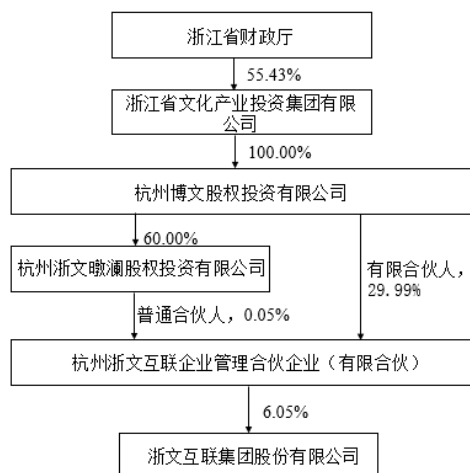 浙江省财政厅
55.43%
浙江省文化产业投资集团有限
公司
100.00%
杭州博文股权投资有限公司
60.00%
杭州浙文暾澜股权投资有限公司
有限合伙人，
29.99%
普通合伙人，0.05%
杭州浙文互联企业管理合伙企业（有限合伙）
6.05%
浙文互联集团股份有限公司